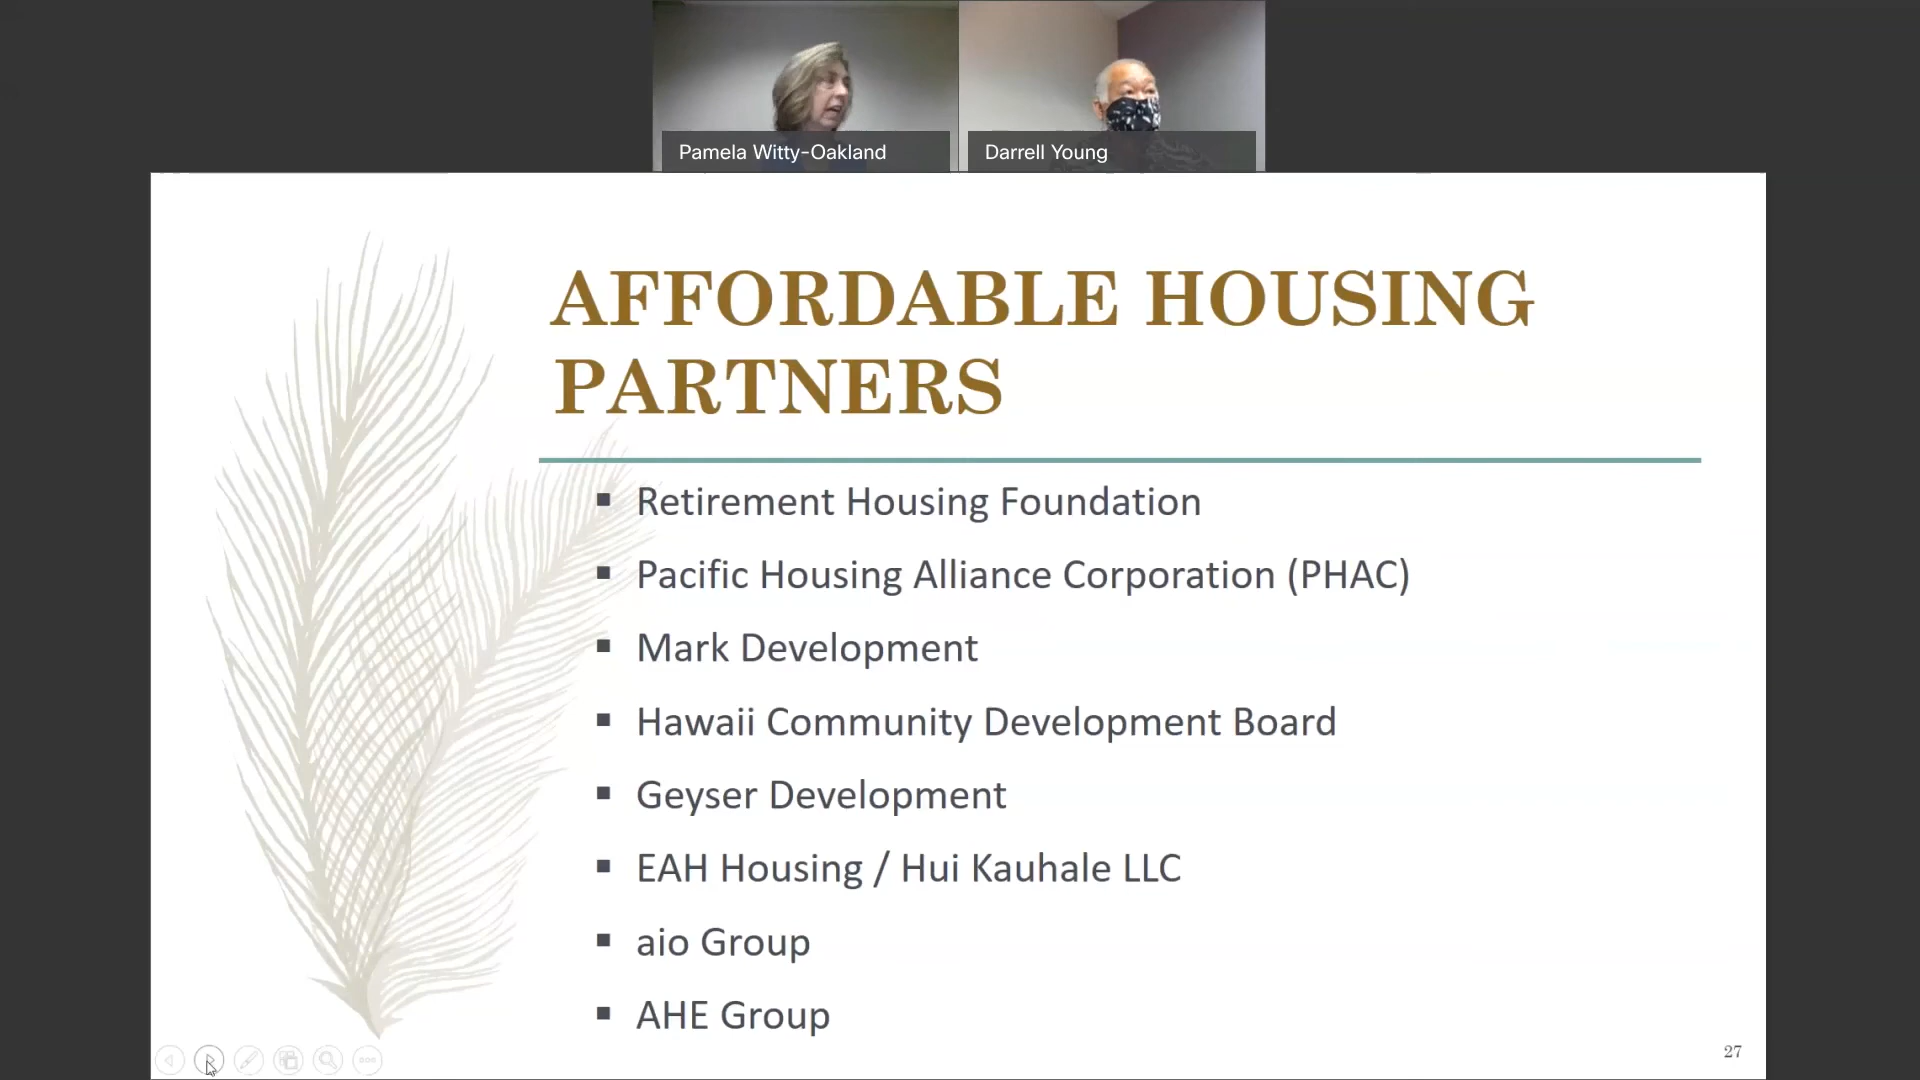 Pamela Witty-Oakland
Darrell Young
AFFORDABLE HOUSING
PARTNERS
▪ Retirement Housing Foundation
▪ Pacific Housing Alliance Corporation (PHAC)
▪ Mark Development
▪ Hawaii Community Development Board
▪ Geyser Development
▪ EAH Housing / Hui Kauhale LLC
▪ aio Group
▪ AHE Group
27